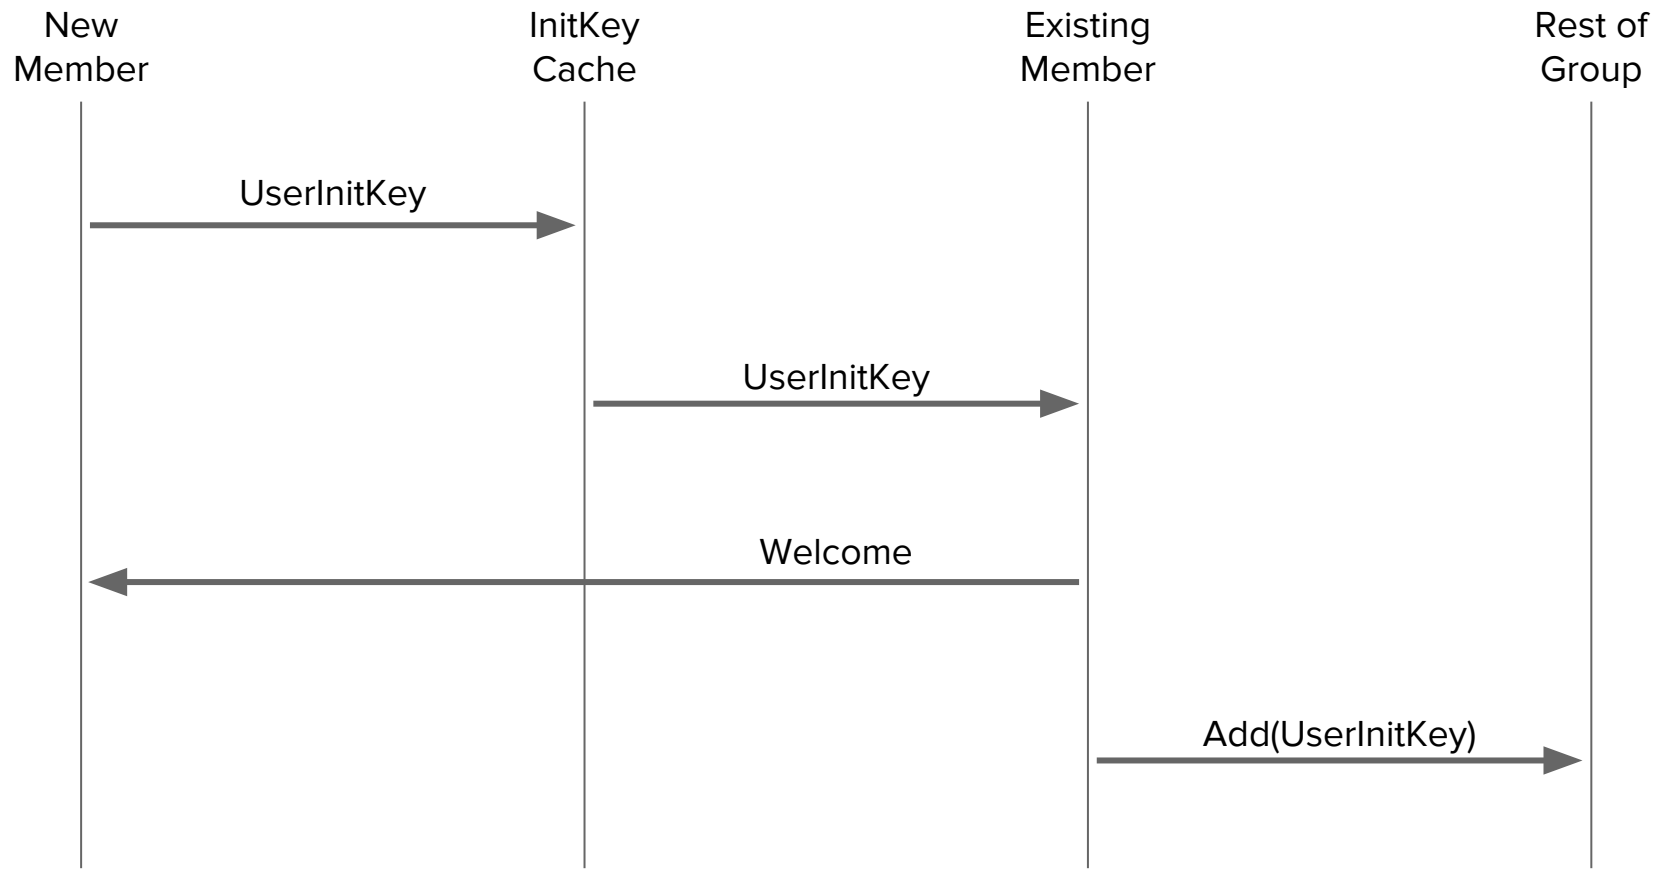 New
Member
InitKey
Cache
Existing
Member
Rest of
Group
UserInitKey
UserInitKey
Welcome
Add(UserInitKey)